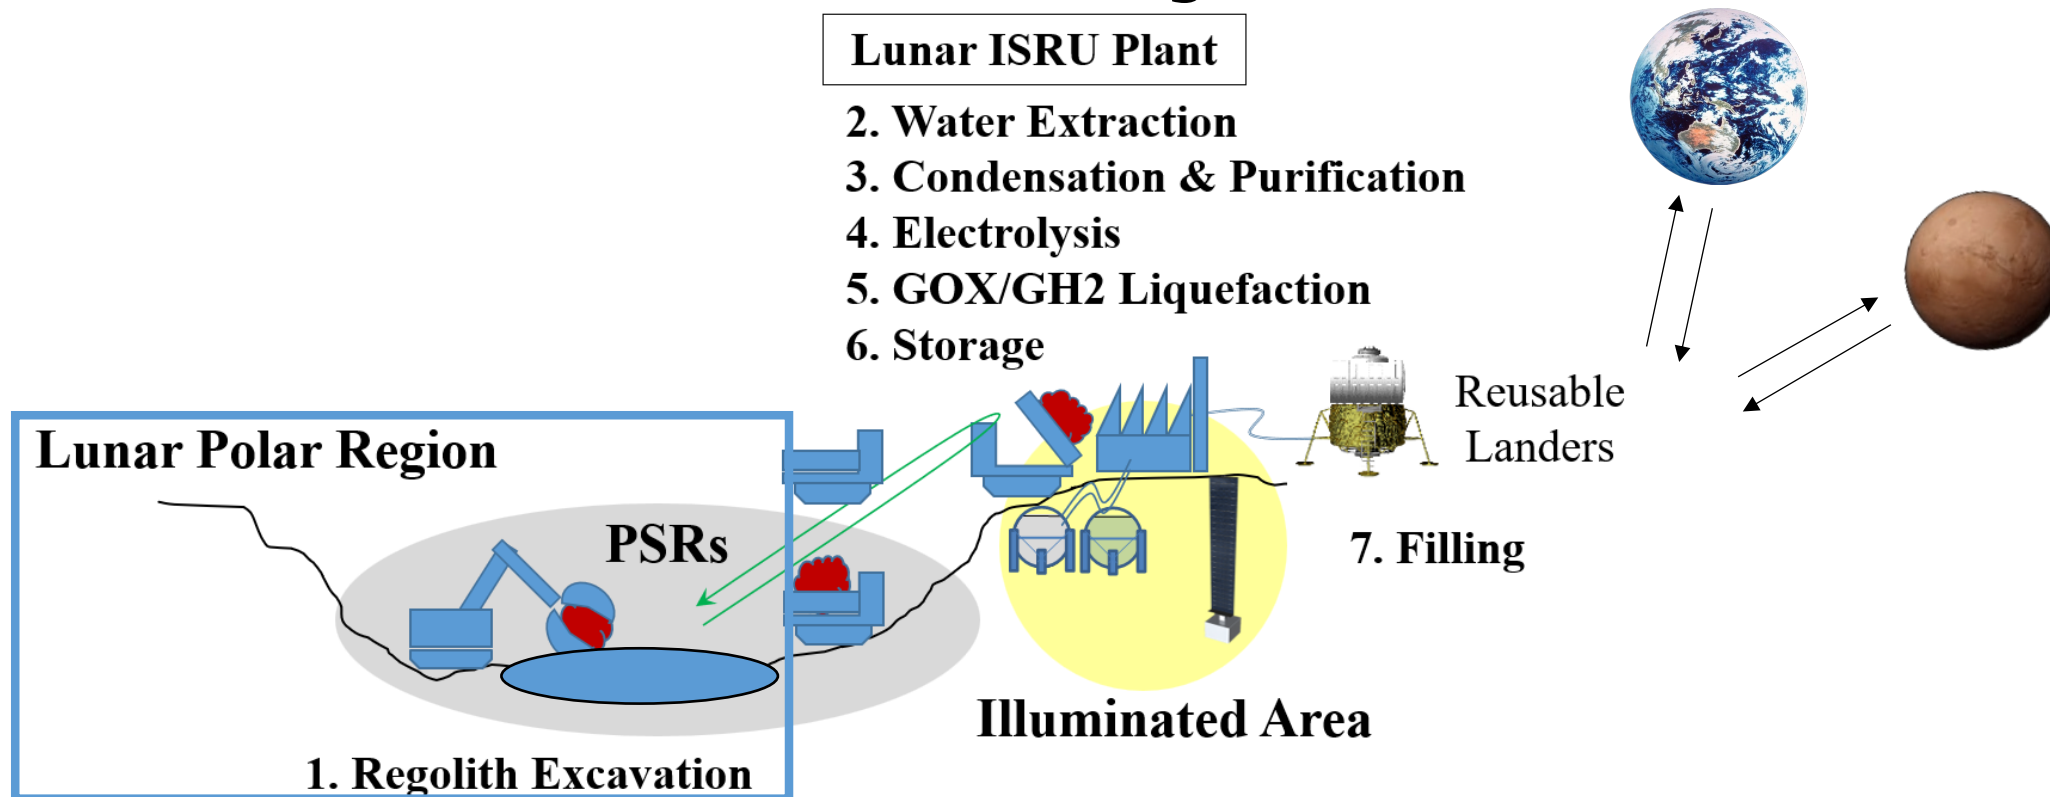 Lunar ISRU Plant
2. Water Extraction
3. Condensation & Purification
4. Electrolysis
5. GOX/GH2 Liquefaction
6. Storage
Reusable
Landers
Lunar Polar Region
PSRs
7. Filling
Illuminated Area
1. Regolith Excavation